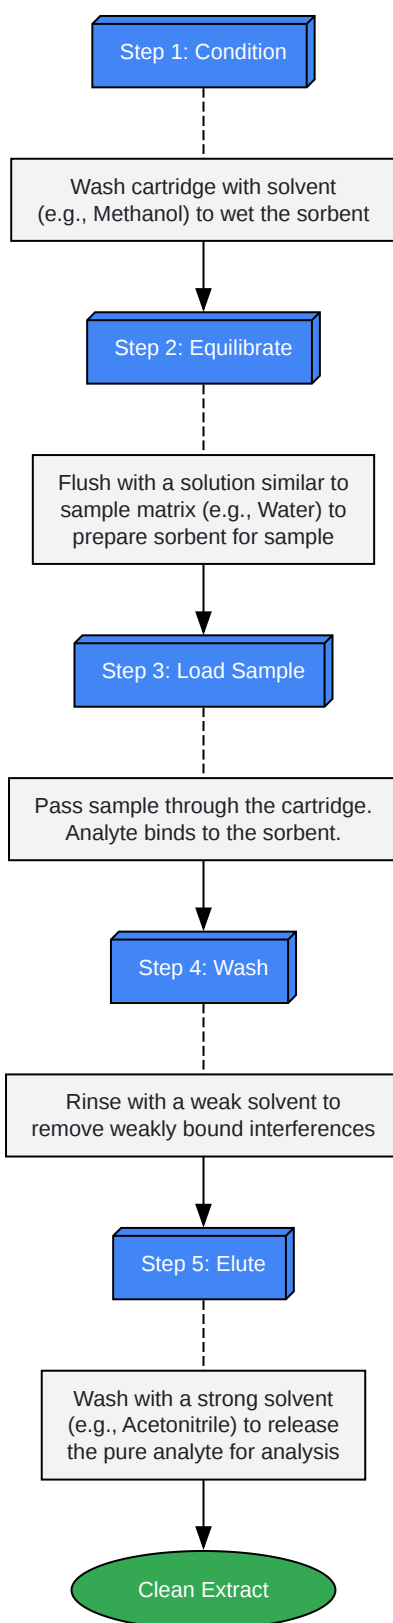 Step 1: Condition
Wash cartridge with solvent
(e.g., Methanol) to wet the sorbent
Step 2: Equilibrate
Flush with a solution similar to
sample matrix (e.g., Water) to
prepare sorbent for sample
Step 3: Load Sample
Pass sample through the cartridge.
Analyte binds to the sorbent.
Step 4: Wash
Rinse with a weak solvent to
remove weakly bound interferences
Step 5: Elute
Wash with a strong solvent
(e.g., Acetonitrile) to release
the pure analyte for analysis
Clean Extract